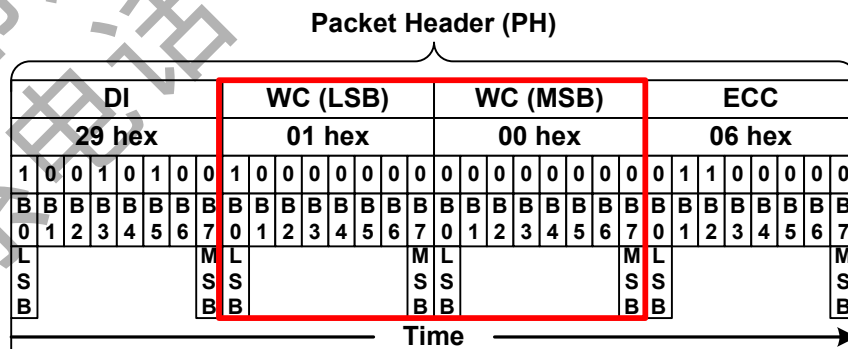 Packet Header (PH)
DI WC (LSB) WC (MSB) ECC
29 hex 01 hex 00 hex 06 hex
1 0 0 1 0 1 0 0 1 0 0 0 0 0 0 0 0 0 0 0 0 0 0 0 0 1 1 0 0 0 0 0
B B B B B B B B B B B B B B B B B B B B B B B B B B B B B B B B
0 1 2 3 4 5 6 7 0 1 2 3 4 5 6 7 0 1 2 3 4 5 6 7 0 1 2 3 4 5 6 7
L M L M L M L M
S S S S S S S S
B B B B B B B B
Time
电话